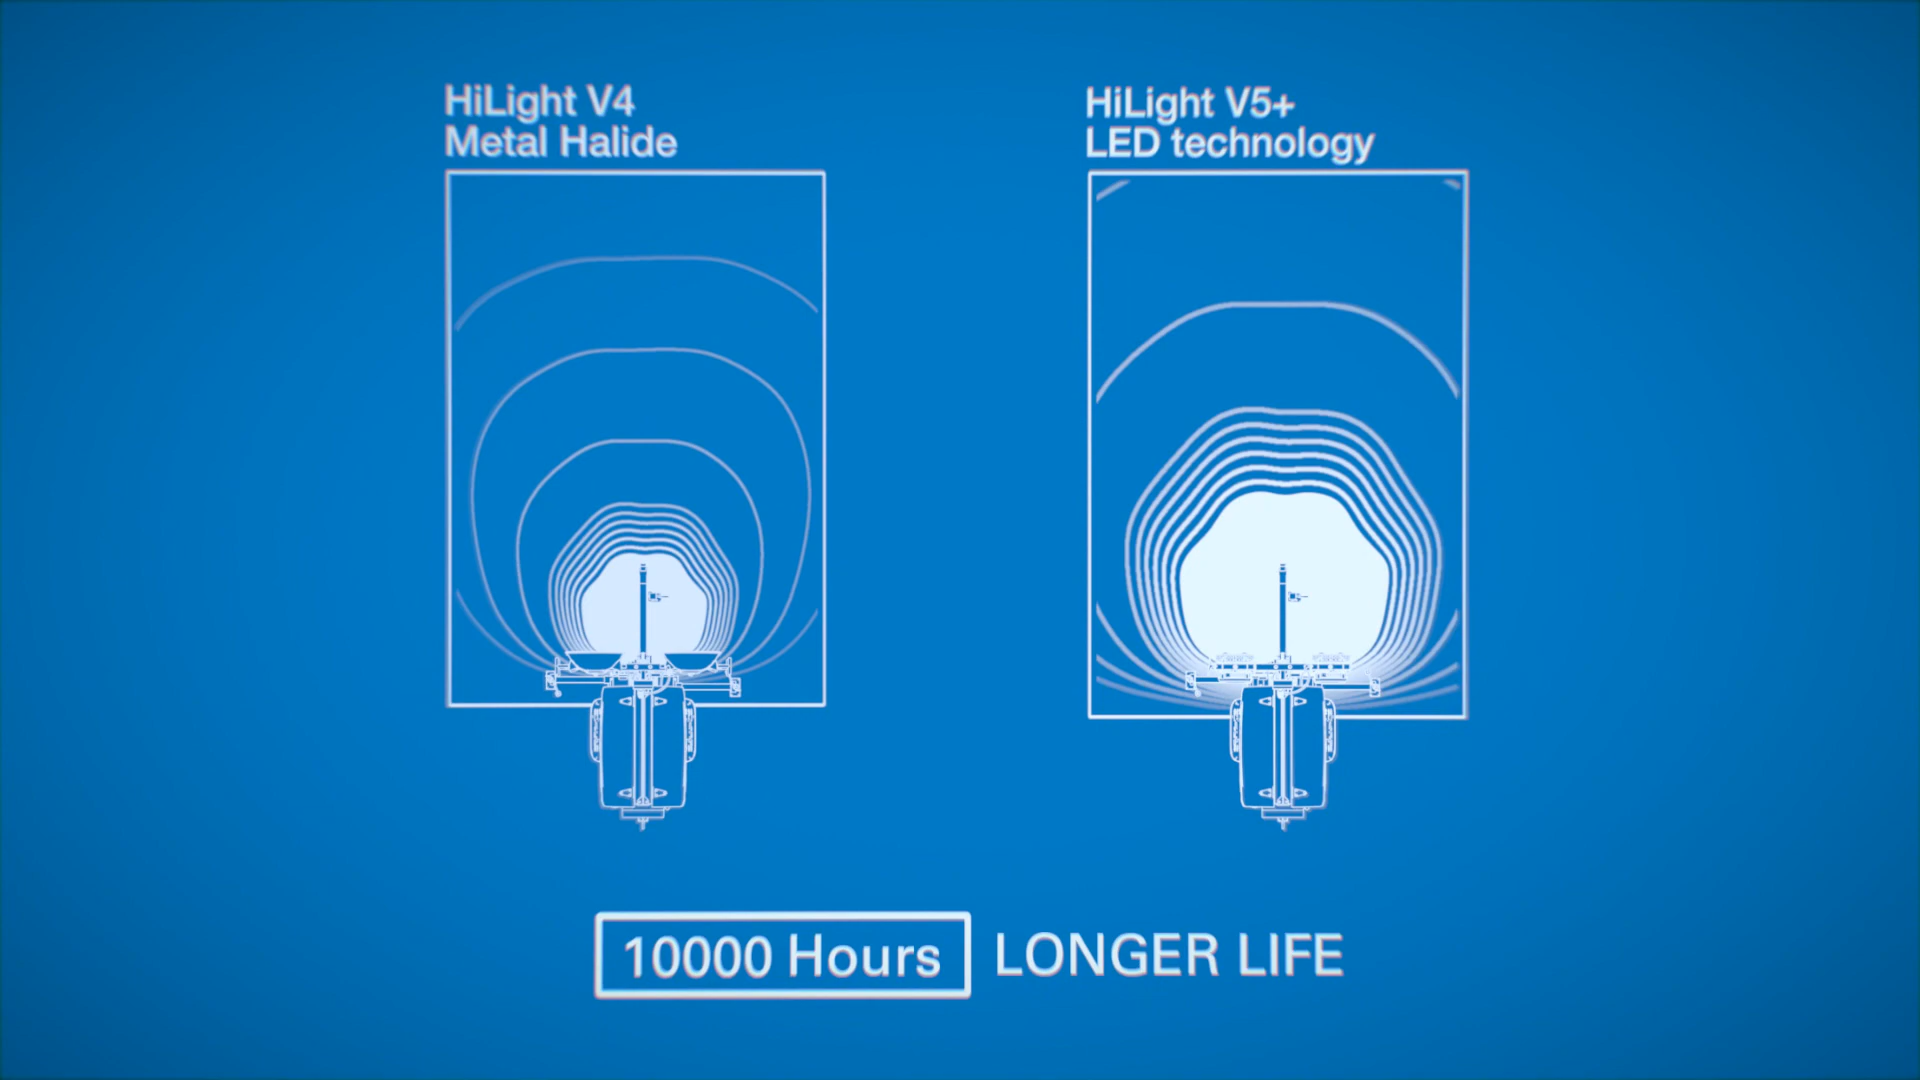 HiLight V4
Metal Halide
HiLight V5+
LED technology
10000 Hours LONGER LIFE